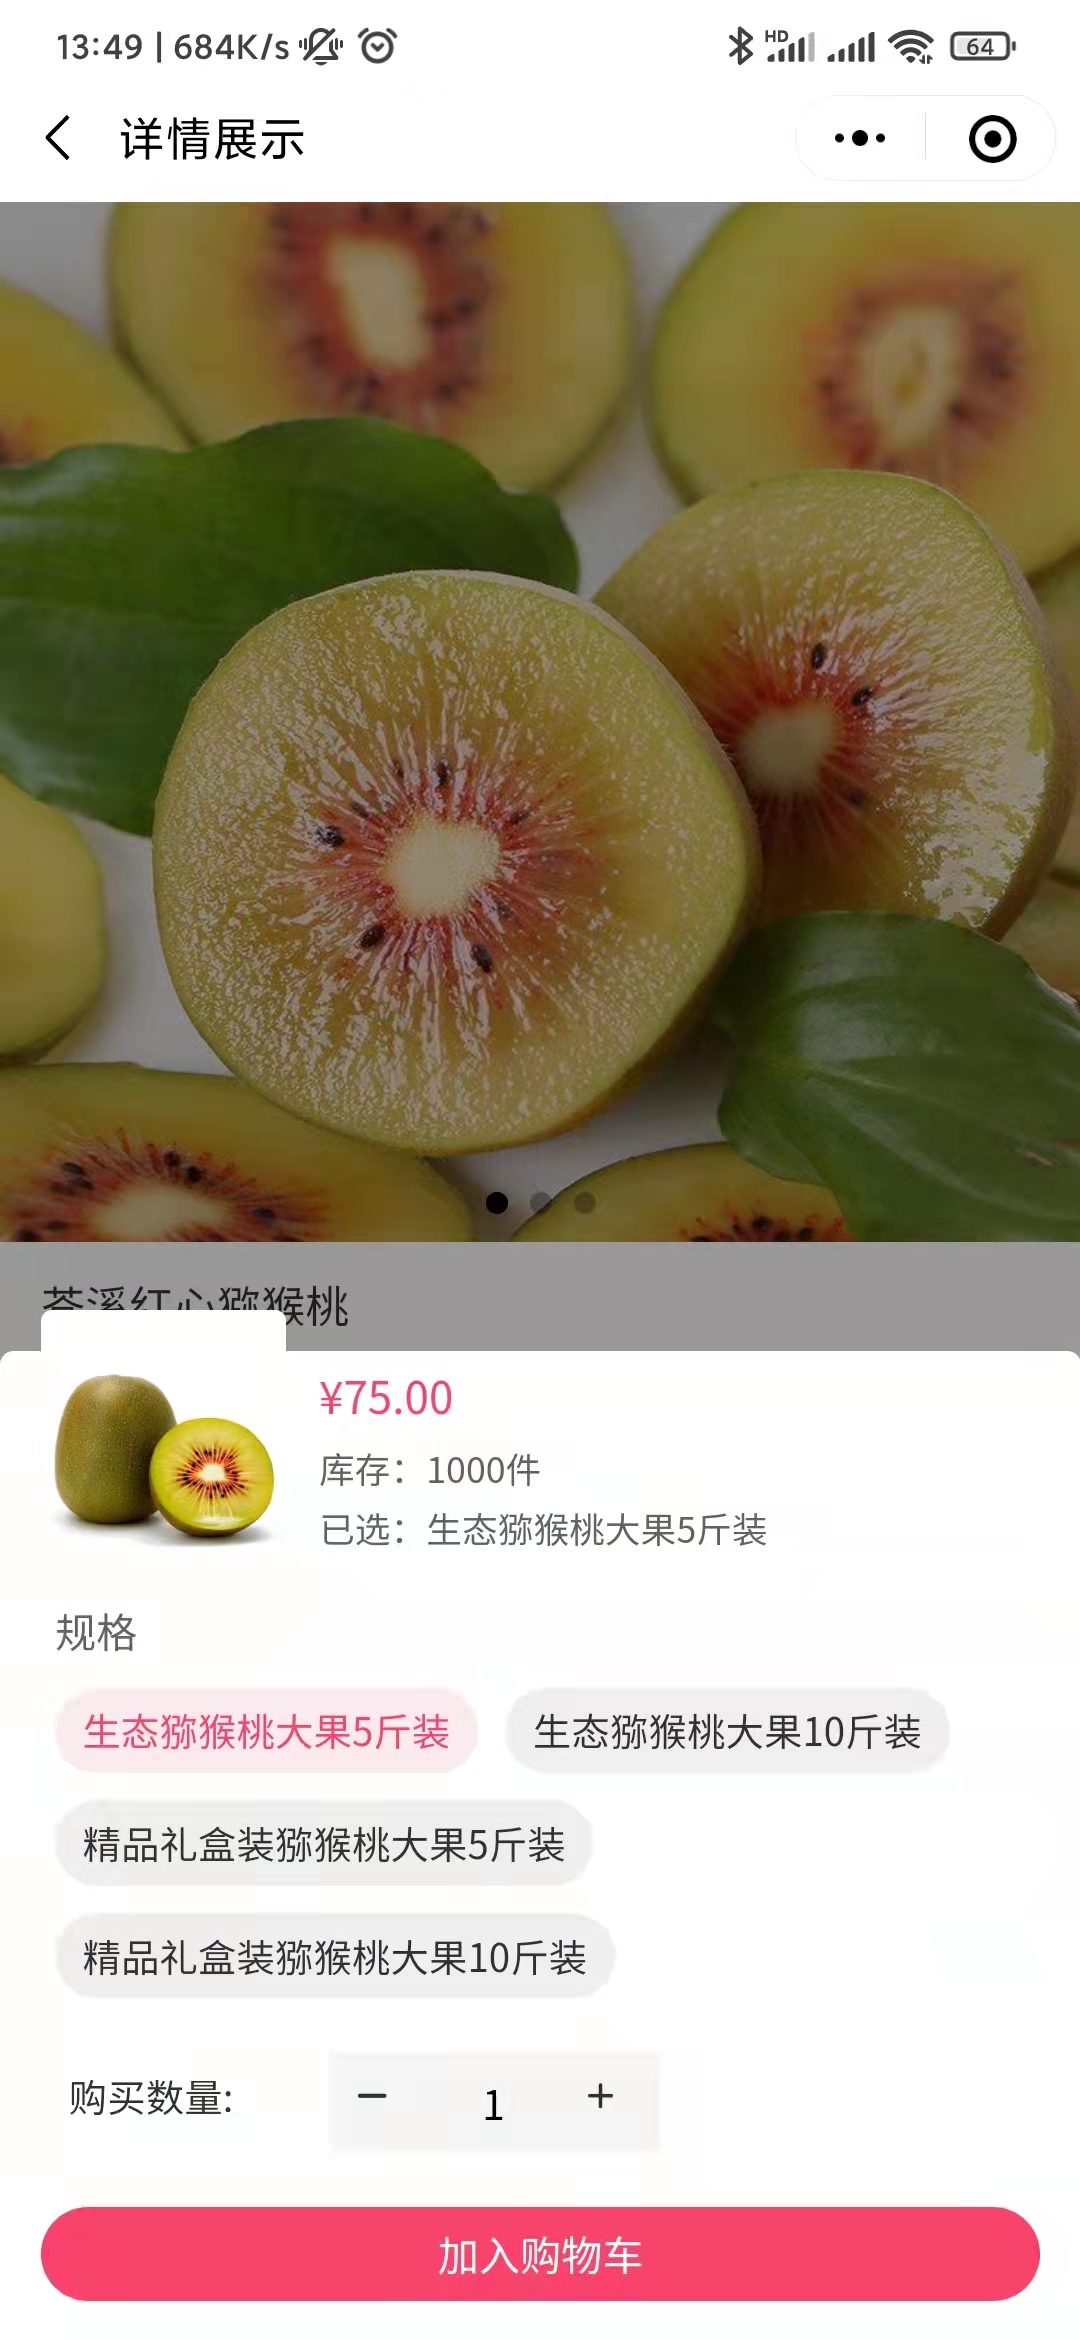 13:49 | 684K/s
HD
64
详情展示
苍溪红心猕猴桃
¥75.00
库存：1000件
已选：生态猕猴桃大果5斤装
规格
生态猕猴桃大果5斤装
生态猕猴桃大果10斤装
精品礼盒装猕猴桃大果5斤装
精品礼盒装猕猴桃大果10斤装
购买数量:
− 1 +
加入购物车